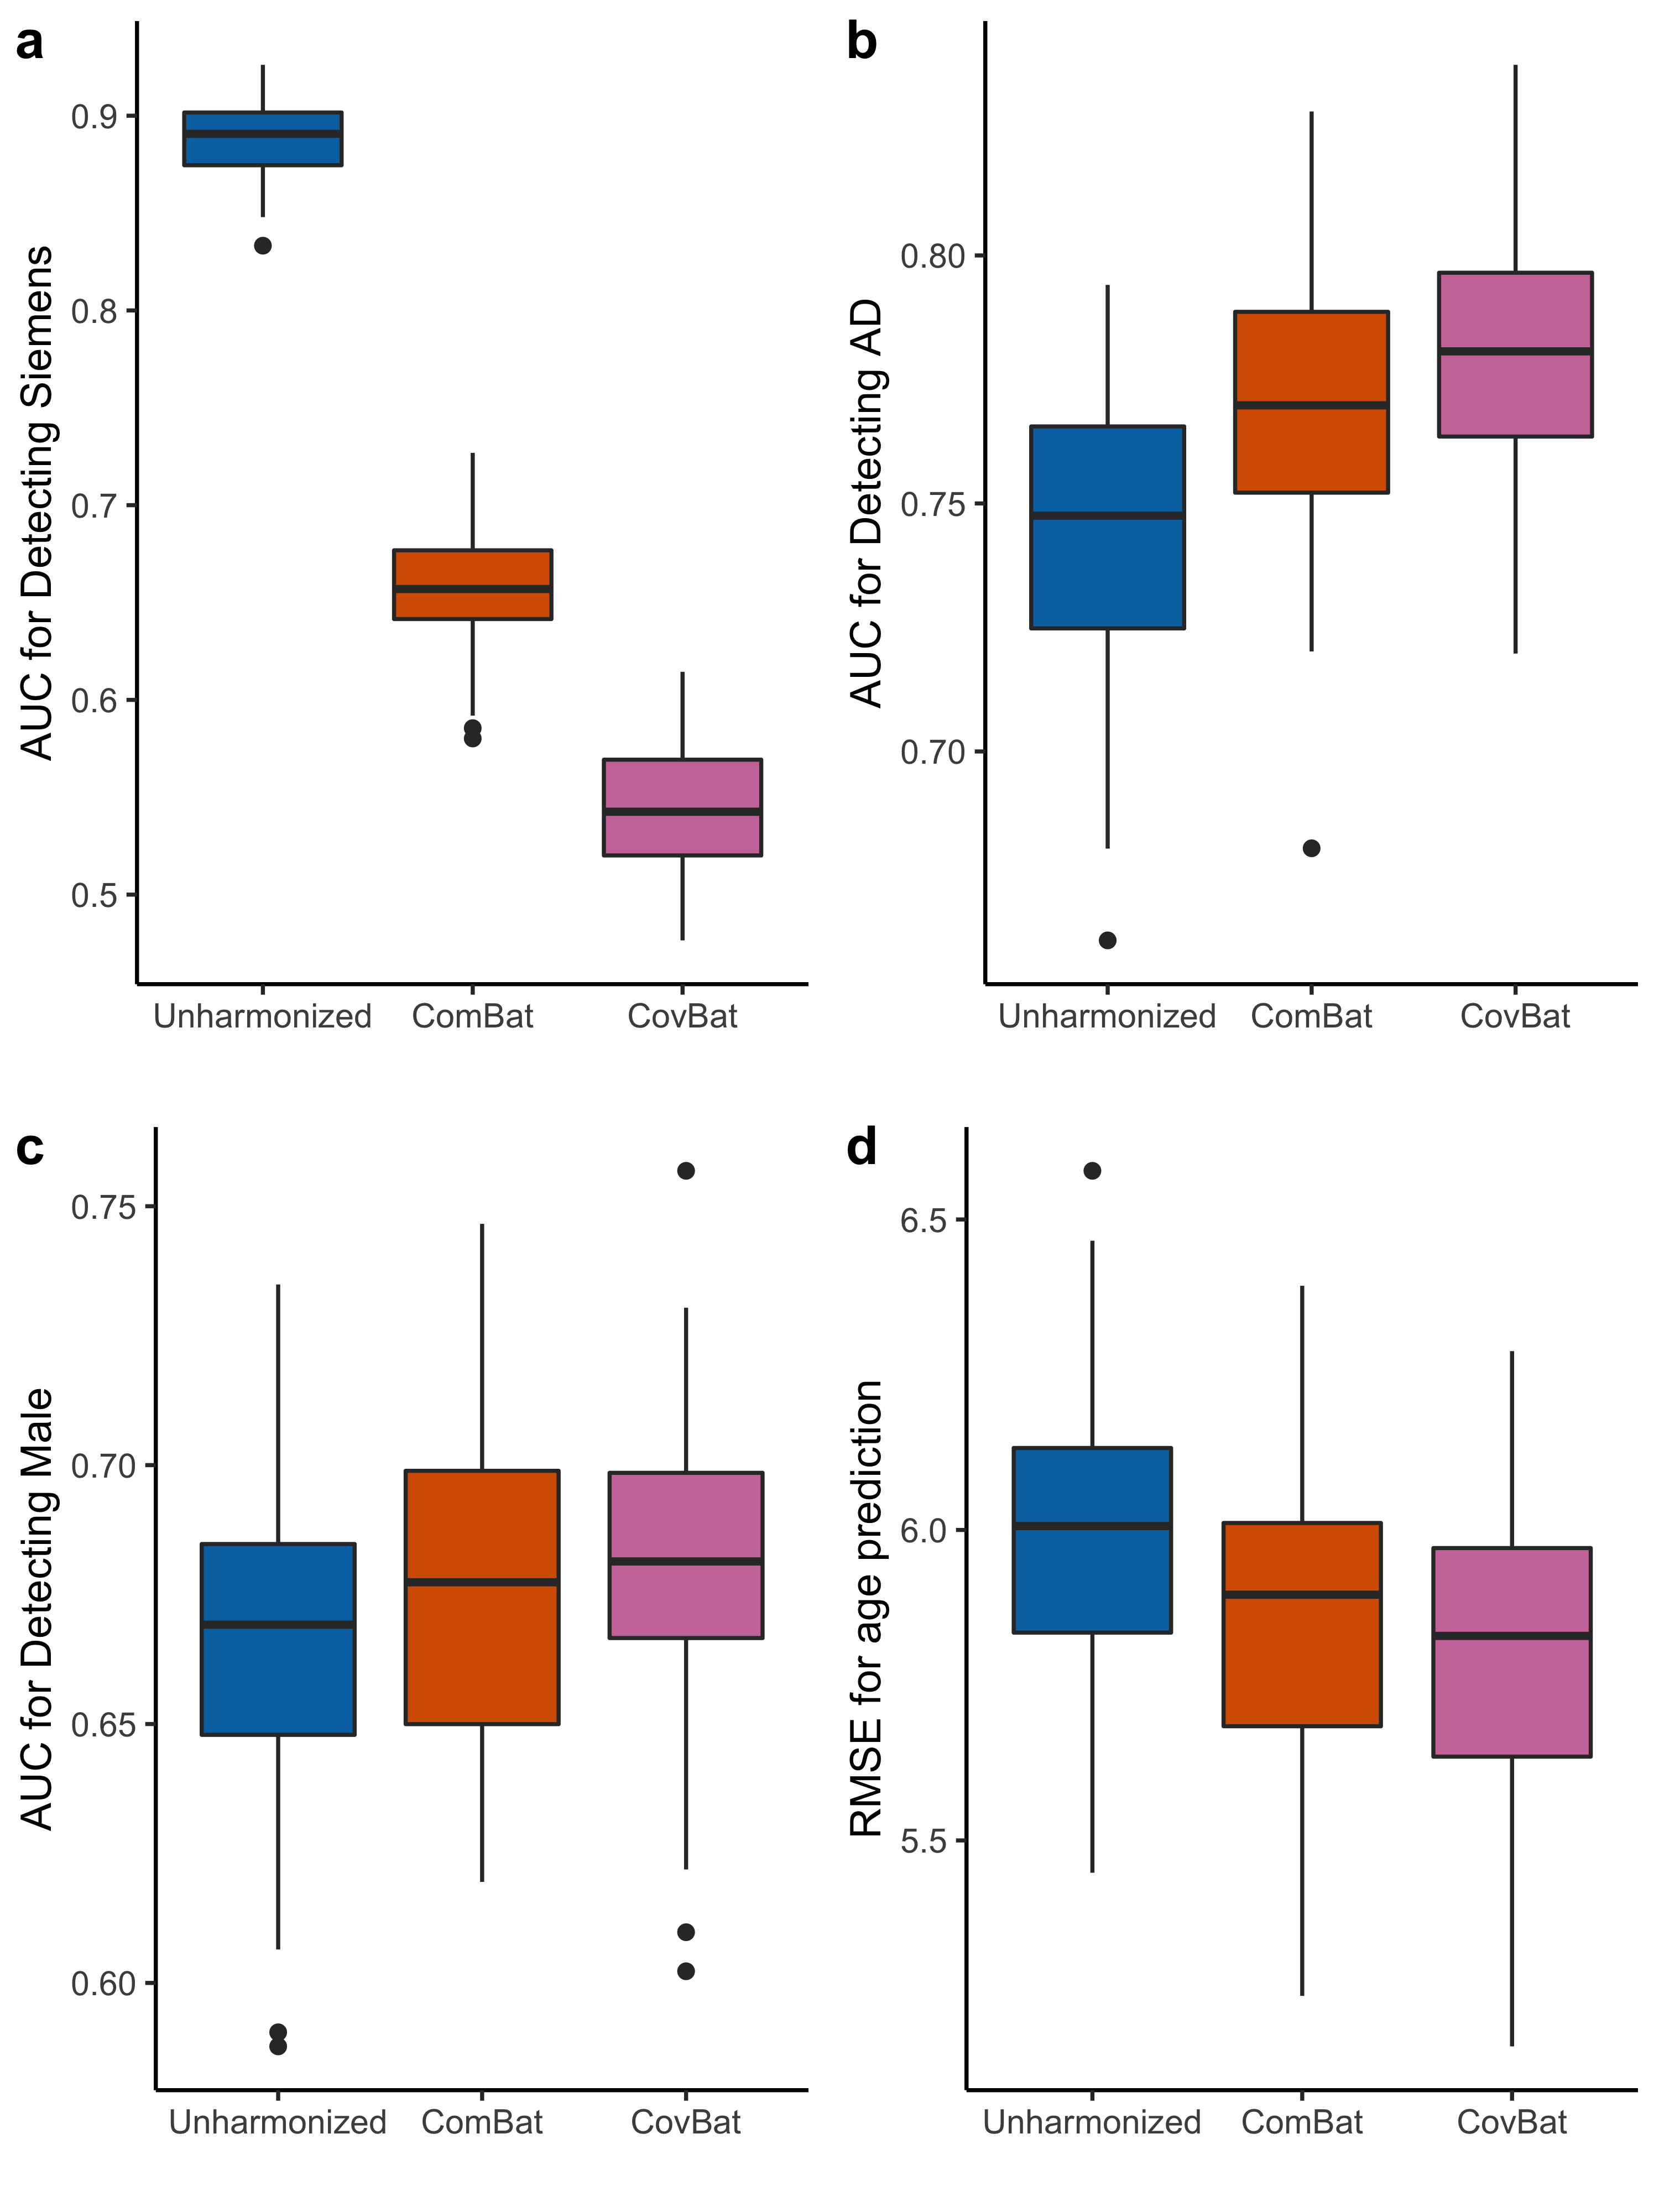 a
AUC for Detecting Siemens
0.9
0.8
0.7
0.6
0.5
Unharmonized ComBat CovBat
b
AUC for Detecting AD
0.80
0.75
0.70
Unharmonized ComBat CovBat
c
AUC for Detecting Male
0.75
0.70
0.65
0.60
Unharmonized ComBat CovBat
d
RMSE for age prediction
6.5
6.0
5.5
Unharmonized ComBat CovBat